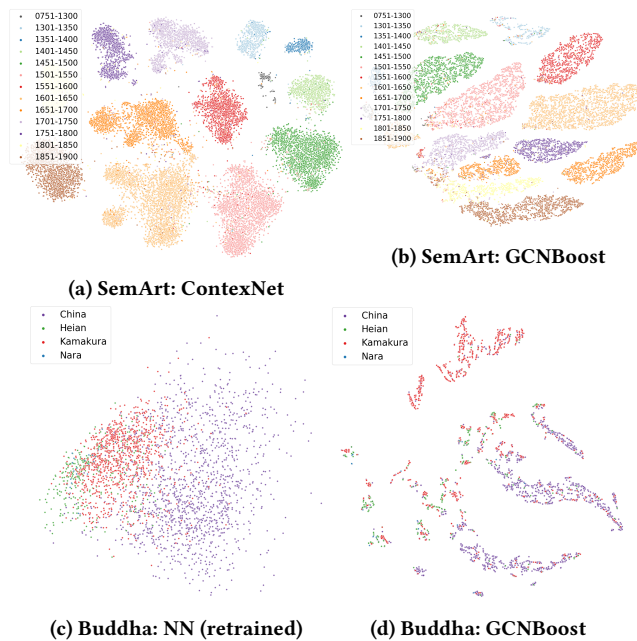 0751-1300
1301-1350
1351-1400
1401-1450
1451-1500
1501-1550
1551-1600
1601-1650
1651-1700
1701-1750
1751-1800
1801-1850
1851-1900
(a) SemArt: ContexNet
0751-1300
1301-1350
1351-1400
1401-1450
1451-1500
1501-1550
1551-1600
1601-1650
1651-1700
1701-1750
1751-1800
1801-1850
1851-1900
(b) SemArt: GCNBoost
China
Heian
Kamakura
Nara
(c) Buddha: NN (retrained)
China
Heian
Kamakura
Nara
(d) Buddha: GCNBoost